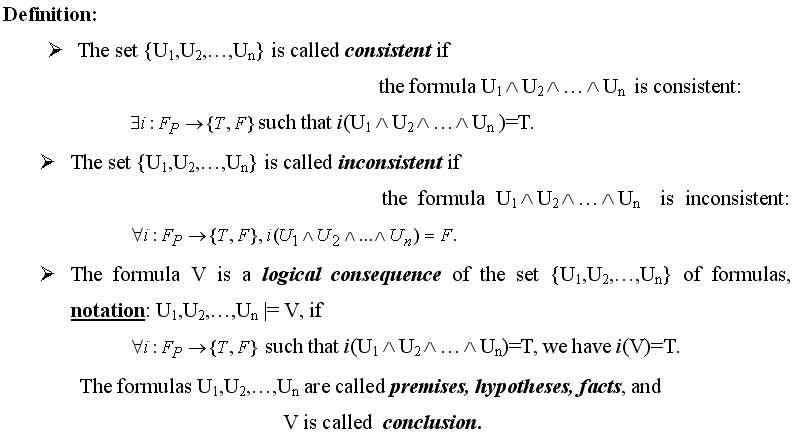 Definition:
➢ The set {U₁,U₂,…,Uₙ} is called consistent if
the formula U₁∧U₂∧…∧Uₙ is consistent:
∃i : F_P →{T, F} such that i(U₁∧U₂∧…∧Uₙ)=T.
➢ The set {U₁,U₂,…,Uₙ} is called inconsistent if
the formula U₁∧U₂∧…∧Uₙ is inconsistent:
∀i : F_P →{T, F}, i(U₁∧U₂∧...∧Uₙ) = F.
➢ The formula V is a logical consequence of the set {U₁,U₂,…,Uₙ} of formulas,
notation: U₁,U₂,…,Uₙ |= V, if
∀i : F_P →{T, F} such that i(U₁∧U₂∧…∧Uₙ)=T, we have i(V)=T.
The formulas U₁,U₂,…,Uₙ are called premises, hypotheses, facts, and
V is called conclusion.